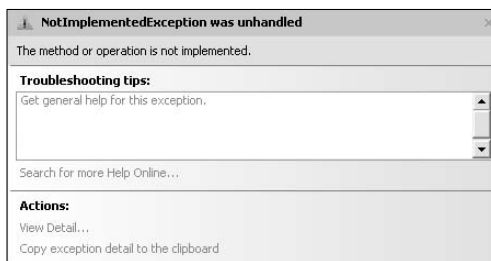 NotImplementedException was unhandled
The method or operation is not implemented.
Troubleshooting tips:
Get general help for this exception.
Search for more Help Online...
Actions:
View Detail...
Copy exception detail to the clipboard